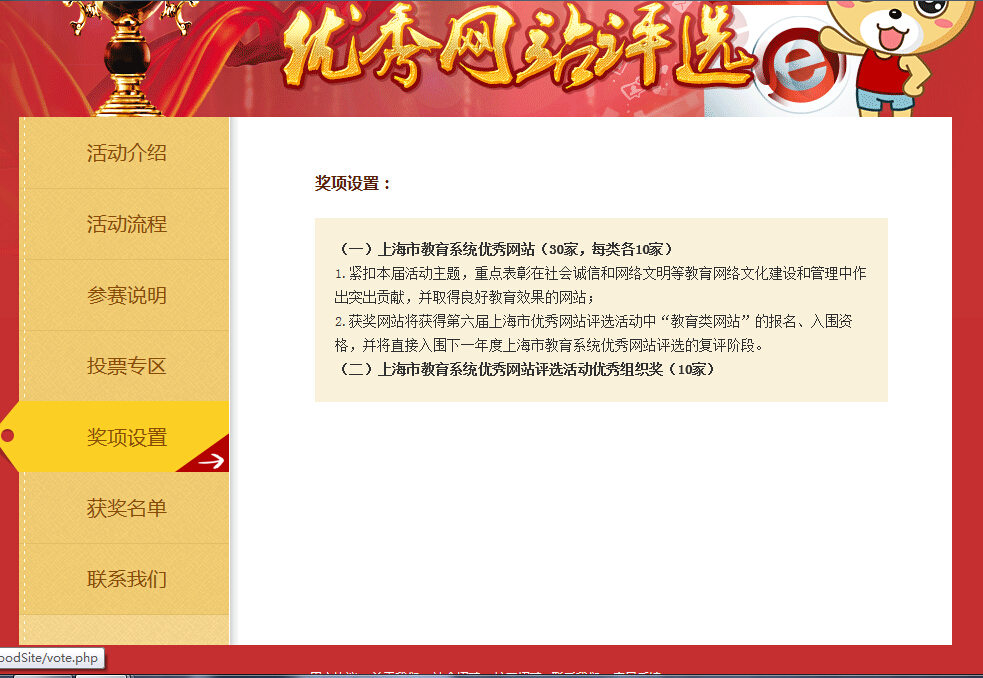 优秀网站评选
活动介绍
活动流程
参赛说明
投票专区
奖项设置
获奖名单
联系我们
奖项设置：
（一）上海市教育系统优秀网站（30家，每类各10家）
1.紧扣本届活动主题，重点表彰在社会诚信和网络文明等教育网络文化建设和管理中作
出突出贡献，并取得良好教育效果的网站；
2.获奖网站将获得第六届上海市优秀网站评选活动中“教育类网站”的报名、入围资
格，并将直接入围下一年度上海市教育系统优秀网站评选的复评阶段。
（二）上海市教育系统优秀网站评选活动优秀组织奖（10家）
oodSite/vote.php